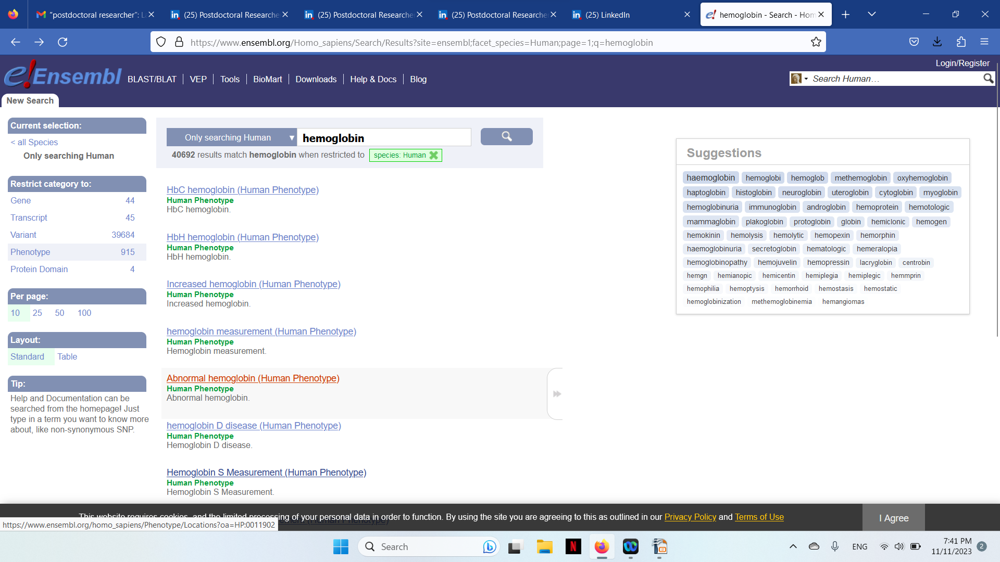 "postdoctoral researcher": L
(25) Postdoctoral Researche
(25) Postdoctoral Researche
(25) Postdoctoral Researche
(25) LinkedIn
hemoglobin - Search - Hom
https://www.ensembl.org/Homo_sapiens/Search/Results?site=ensembl;facet_species=Human;page=1;q=hemoglobin
Login/Register
e!Ensembl
BLAST/BLAT
VEP
Tools
BioMart
Downloads
Help & Docs
Blog
Search Human…
New Search
Current selection:
< all Species
Only searching Human
Restrict category to:
Gene 44
Transcript 45
Variant 39684
Phenotype 915
Protein Domain 4
Per page:
10 25 50 100
Layout:
Standard Table
Tip:
Help and Documentation can be
searched from the homepage! Just
type in a term you want to know more
about, like non-synonymous SNP.
Only searching Human ▼ hemoglobin
40692 results match hemoglobin when restricted to species: Human
HbC hemoglobin (Human Phenotype)
Human Phenotype
HbC hemoglobin.
HbH hemoglobin (Human Phenotype)
Human Phenotype
HbH hemoglobin.
Increased hemoglobin (Human Phenotype)
Human Phenotype
Increased hemoglobin.
hemoglobin measurement (Human Phenotype)
Human Phenotype
Hemoglobin measurement.
Abnormal hemoglobin (Human Phenotype)
Human Phenotype
Abnormal hemoglobin.
hemoglobin D disease (Human Phenotype)
Human Phenotype
Hemoglobin D disease.
Hemoglobin S Measurement (Human Phenotype)
Human Phenotype
Hemoglobin S Measurement.
Suggestions
haemoglobin hemoglobi hemoglob methemoglobin oxyhemoglobin
haptoglobin histoglobin neuroglobin uteroglobin cytoglobin myoglobin
hemoglobinuria immunoglobin androglobin hemoprotein hemotologic
mammaglobin plakoglobin protoglobin globin hemiclonic hemogen
hemokinin hemolysis hemolytic hemopexin hemorphin
haemoglobinuria secretoglobin hematologic hemeralopia
hemoglobinopathy hemojuvelin hemopressin lacryglobin centrobin
hemgn hemianopic hemicentin hemiplegia hemiplegic hemmprin
hemophilia hemoptysis hemorrhoid hemostasis hemostatic
hemoglobinization methemoglobinemia hemangiomas
This website requires cookies, and the limited processing of your personal data in order to function. By using the site you are agreeing to this as outlined in our Privacy Policy and Terms of Use
I Agree
https://www.ensembl.org/homo_sapiens/Phenotype/Locations?oa=HP:0011902
Search
ENG
7:41 PM
11/11/2023
2